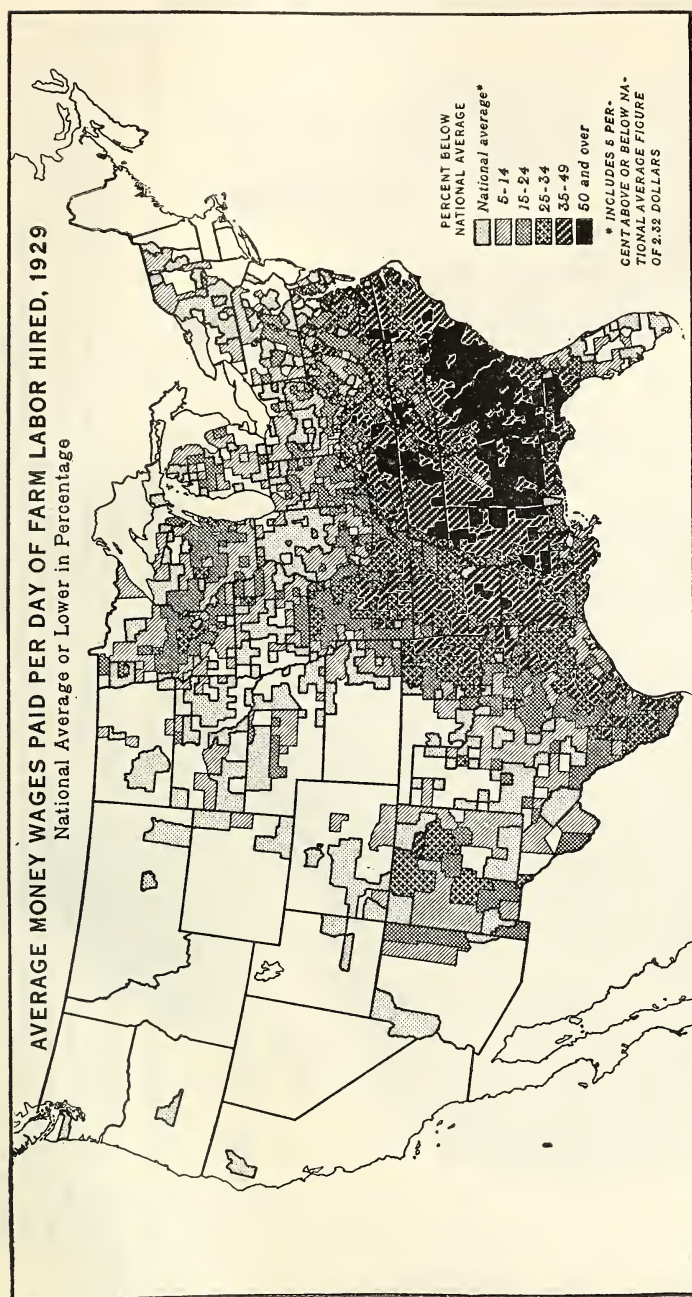 AVERAGE MONEY WAGES PAID PER DAY OF FARM LABOR HIRED, 1929
National Average or Lower in Percentage
PERCENT BELOW
NATIONAL AVERAGE
National average*
5-14
15-24
25-34
35-49
50 and over
* INCLUDES 5 PER-
CENT ABOVE OR BELOW NA-
TIONAL AVERAGE FIGURE
OF 2.32 DOLLARS